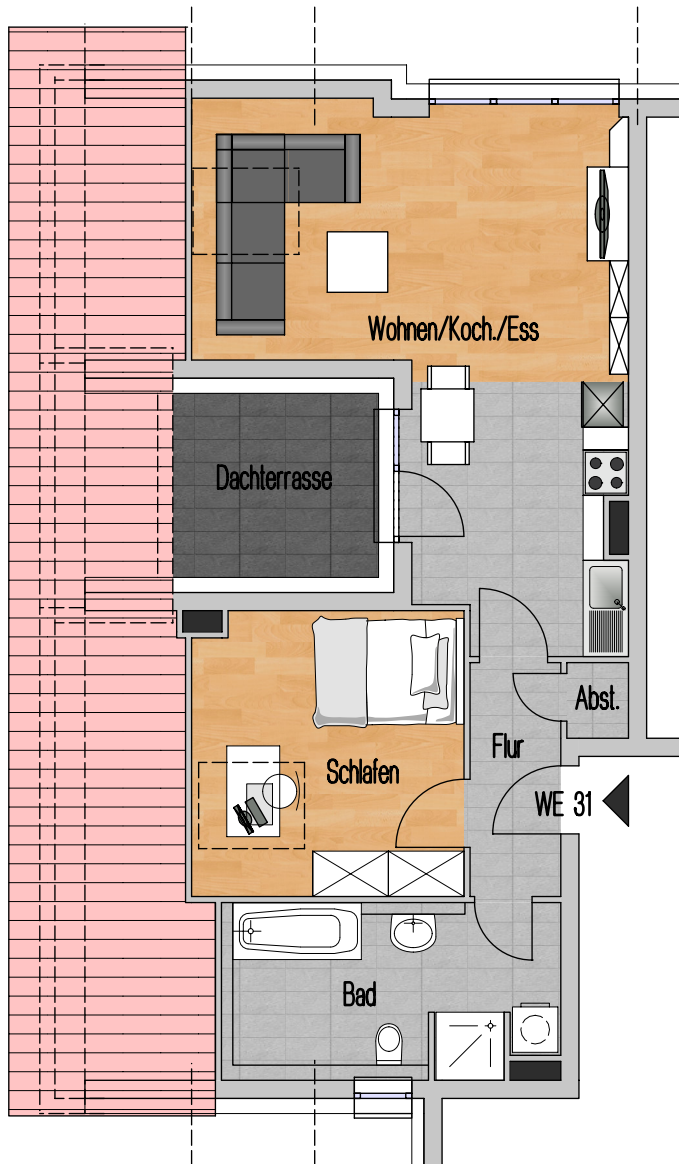 Wohnen/Koch./Ess
Dachterrasse
Abst.
Flur
Schlafen
WE 31
Bad